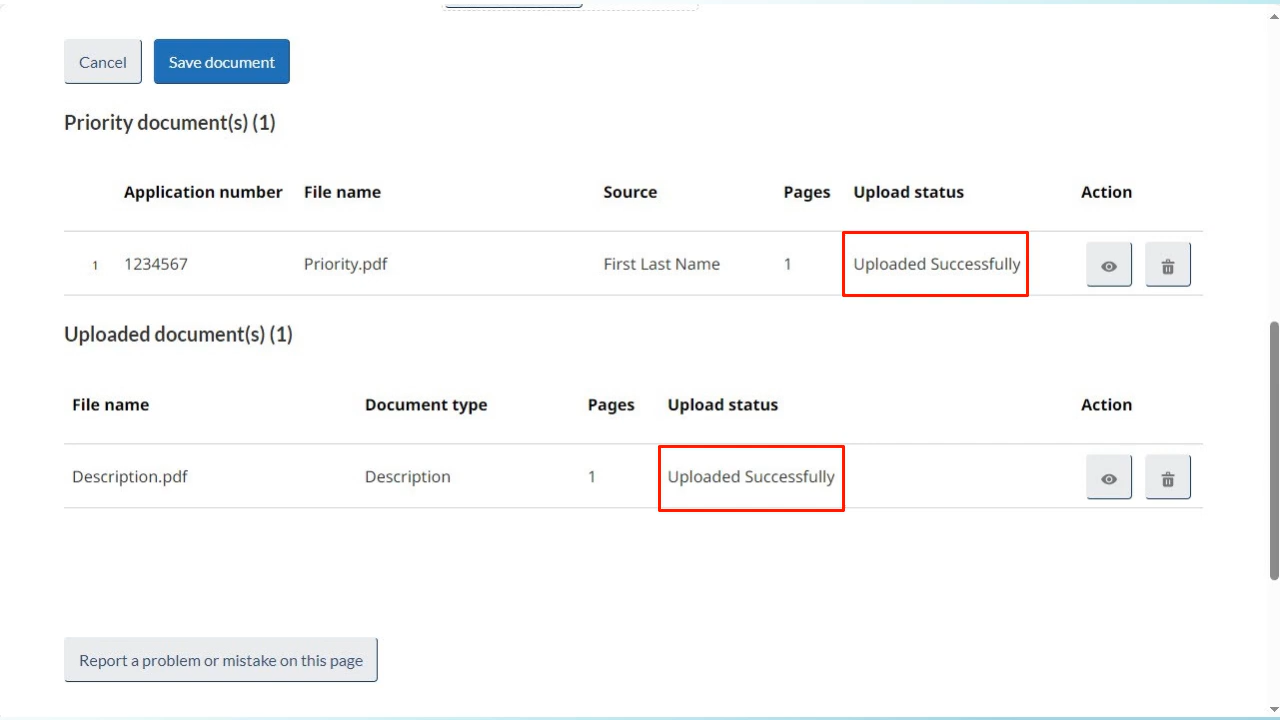 Cancel Save document
Priority document(s) (1)
Application number File name Source Pages Upload status Action
1 1234567 Priority.pdf First Last Name 1 Uploaded Successfully
Uploaded document(s) (1)
File name Document type Pages Upload status Action
Description.pdf Description 1 Uploaded Successfully
Report a problem or mistake on this page